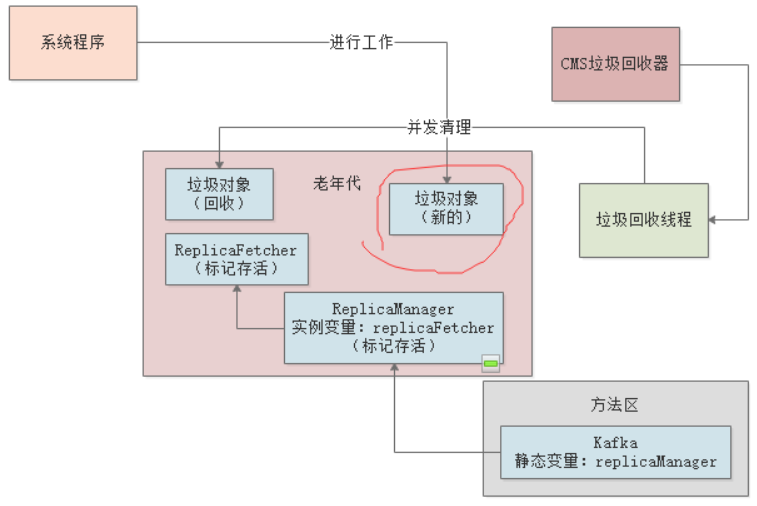 系统程序
进行工作
CMS垃圾回收器
并发清理
垃圾对象
（回收）
老年代
垃圾对象
（新的）
垃圾回收线程
ReplicaFetcher
（标记存活）
ReplicaManager
实例变量：replicaFetcher
（标记存活）
方法区
Kafka
静态变量：replicaManager